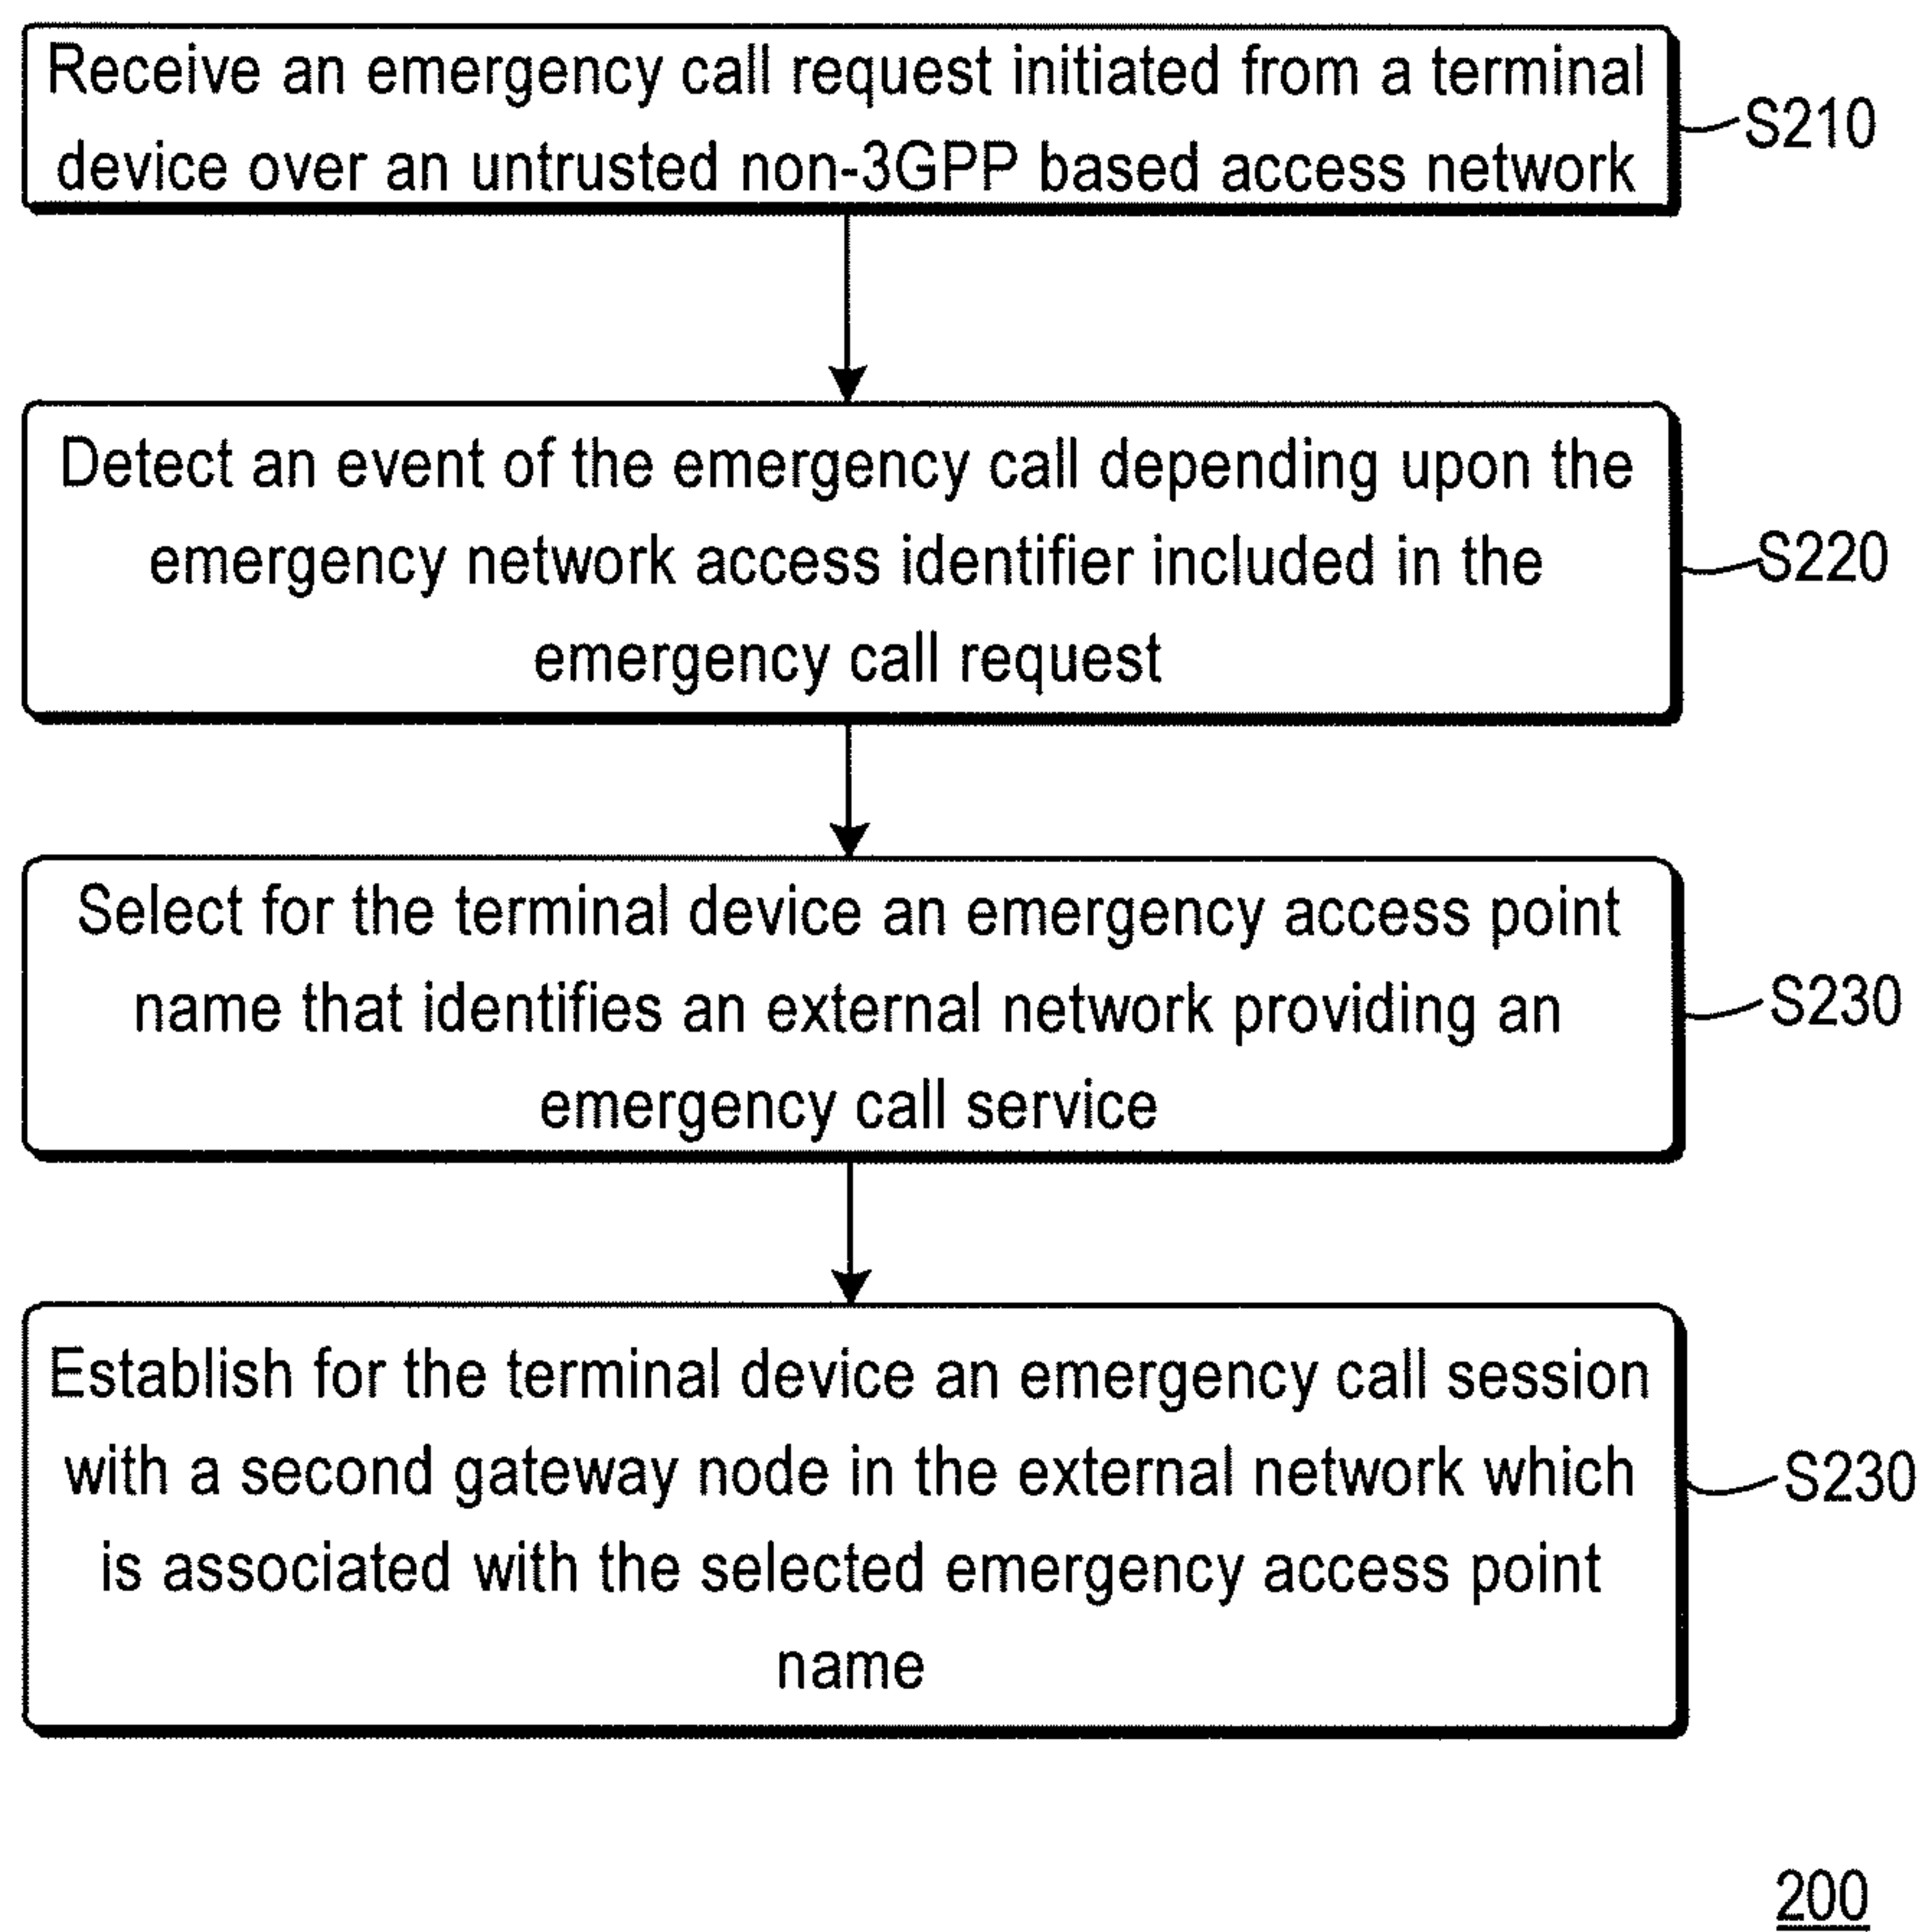 Receive an emergency call request initiated from a terminal
device over an untrusted non-3GPP based access network
S210
Detect an event of the emergency call depending upon the
emergency network access identifier included in the
emergency call request
S220
Select for the terminal device an emergency access point
name that identifies an external network providing an
emergency call service
S230
Establish for the terminal device an emergency call session
with a second gateway node in the external network which
is associated with the selected emergency access point
name
S230
200